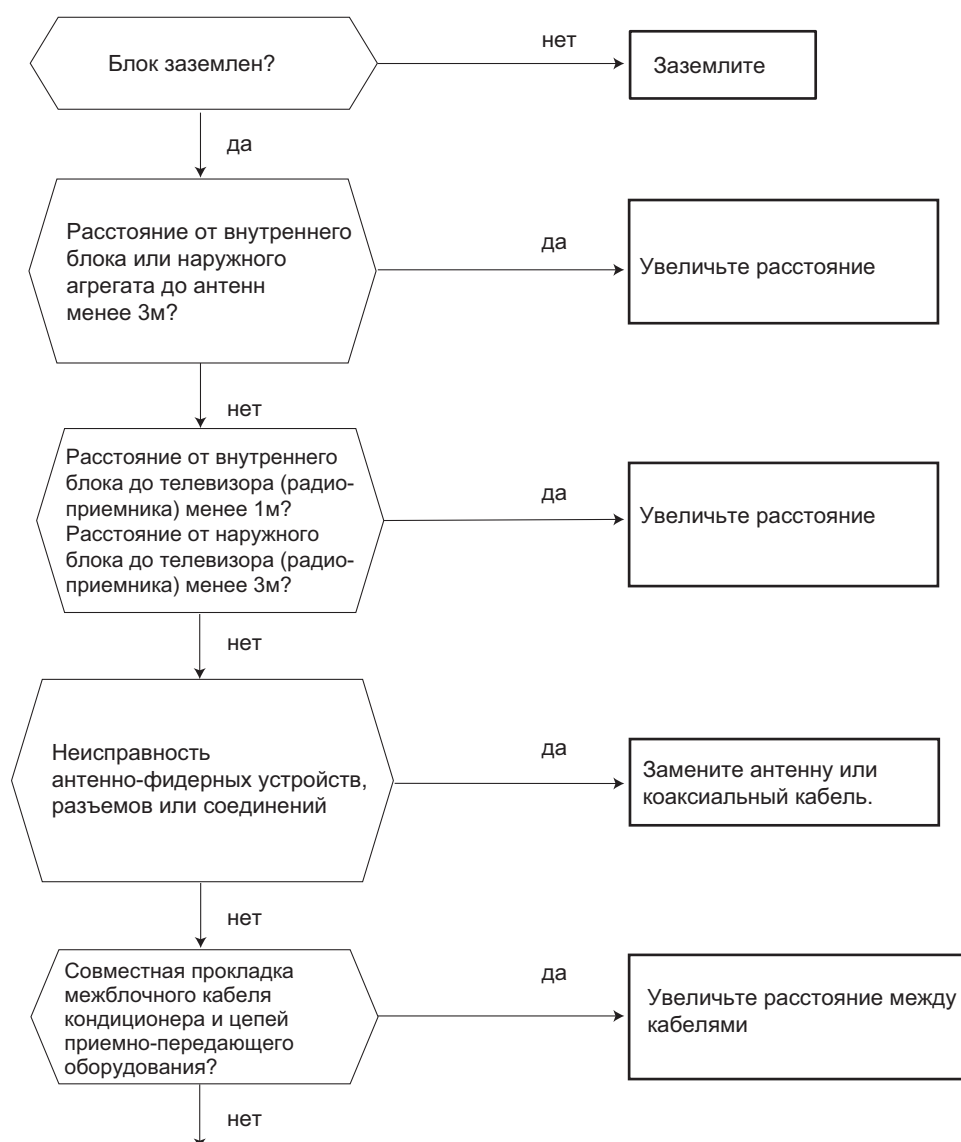 Блок заземлен?
нет
Заземлите
да
Расстояние от внутреннего
блока или наружного
агрегата до антенн
менее 3м?
да
Увеличьте расстояние
нет
Расстояние от внутреннего
блока до телевизора (радио-
приемника) менее 1м?
Расстояние от наружного
блока до телевизора (радио-
приемника) менее 3м?
да
Увеличьте расстояние
нет
Неисправность
антенно-фидерных устройств,
разъемов или соединений
да
Замените антенну или
коаксиальный кабель.
нет
Совместная прокладка
межблочного кабеля
кондиционера и цепей
приемно-передающего
оборудования?
да
Увеличьте расстояние между
кабелями
нет